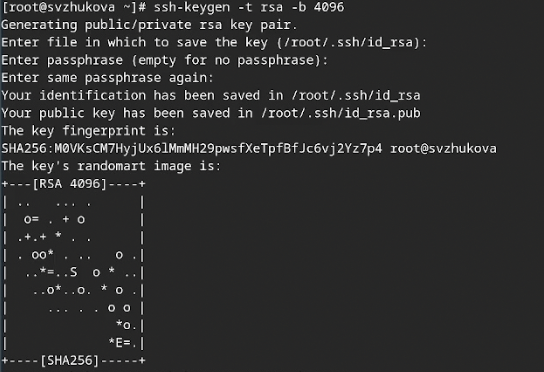 [root@svzhukova ~]# ssh-keygen -t rsa -b 4096
Generating public/private rsa key pair.
Enter file in which to save the key (/root/.ssh/id_rsa):
Enter passphrase (empty for no passphrase):
Enter same passphrase again:
Your identification has been saved in /root/.ssh/id_rsa
Your public key has been saved in /root/.ssh/id_rsa.pub
The key fingerprint is:
SHA256:M0VKsCM7HyjUx6lMmMH29pwsfXeTpfBfJc6vj2Yz7p4 root@svzhukova
The key's randomart image is:
+---[RSA 4096]----+
| ..   ... .      |
|  o= . + o       |
| .+.+ * . .      |
| . oo* . ..   o .|
|  ..*=..S  o * ..|
|   ..o*..o. * o .|
|     ... . . o o |
|              *o.|
|             *E=.|
+----[SHA256]-----+